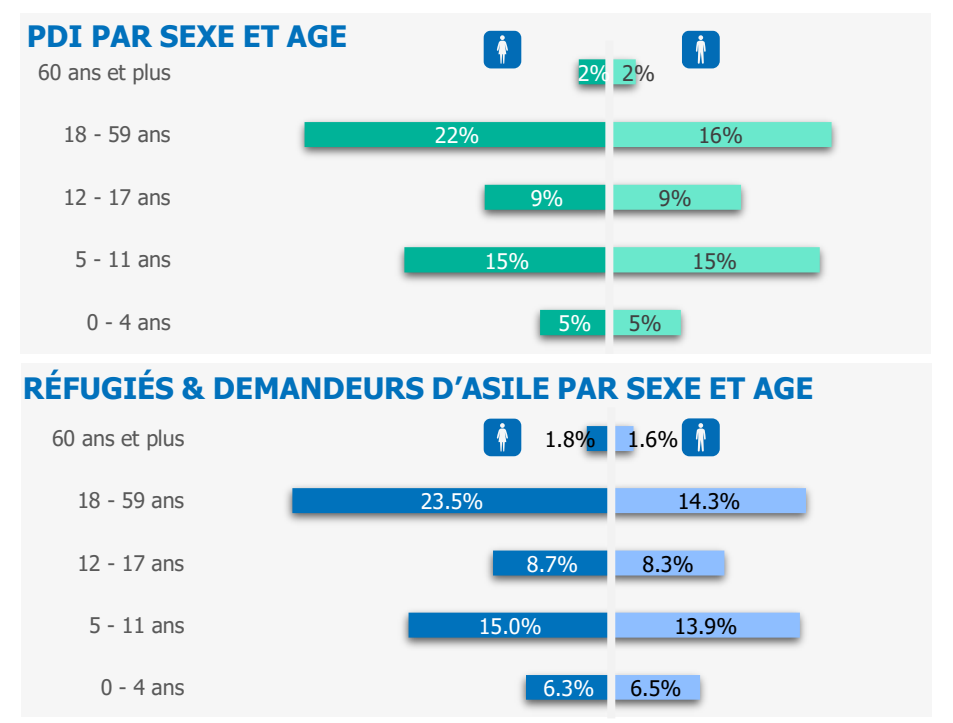 PDI PAR SEXE ET AGE
60 ans et plus 2% 2%
18 - 59 ans 22% 16%
12 - 17 ans 9% 9%
5 - 11 ans 15% 15%
0 - 4 ans 5% 5%
RÉFUGIÉS & DEMANDEURS D’ASILE PAR SEXE ET AGE
60 ans et plus 1.8% 1.6%
18 - 59 ans 23.5% 14.3%
12 - 17 ans 8.7% 8.3%
5 - 11 ans 15.0% 13.9%
0 - 4 ans 6.3% 6.5%